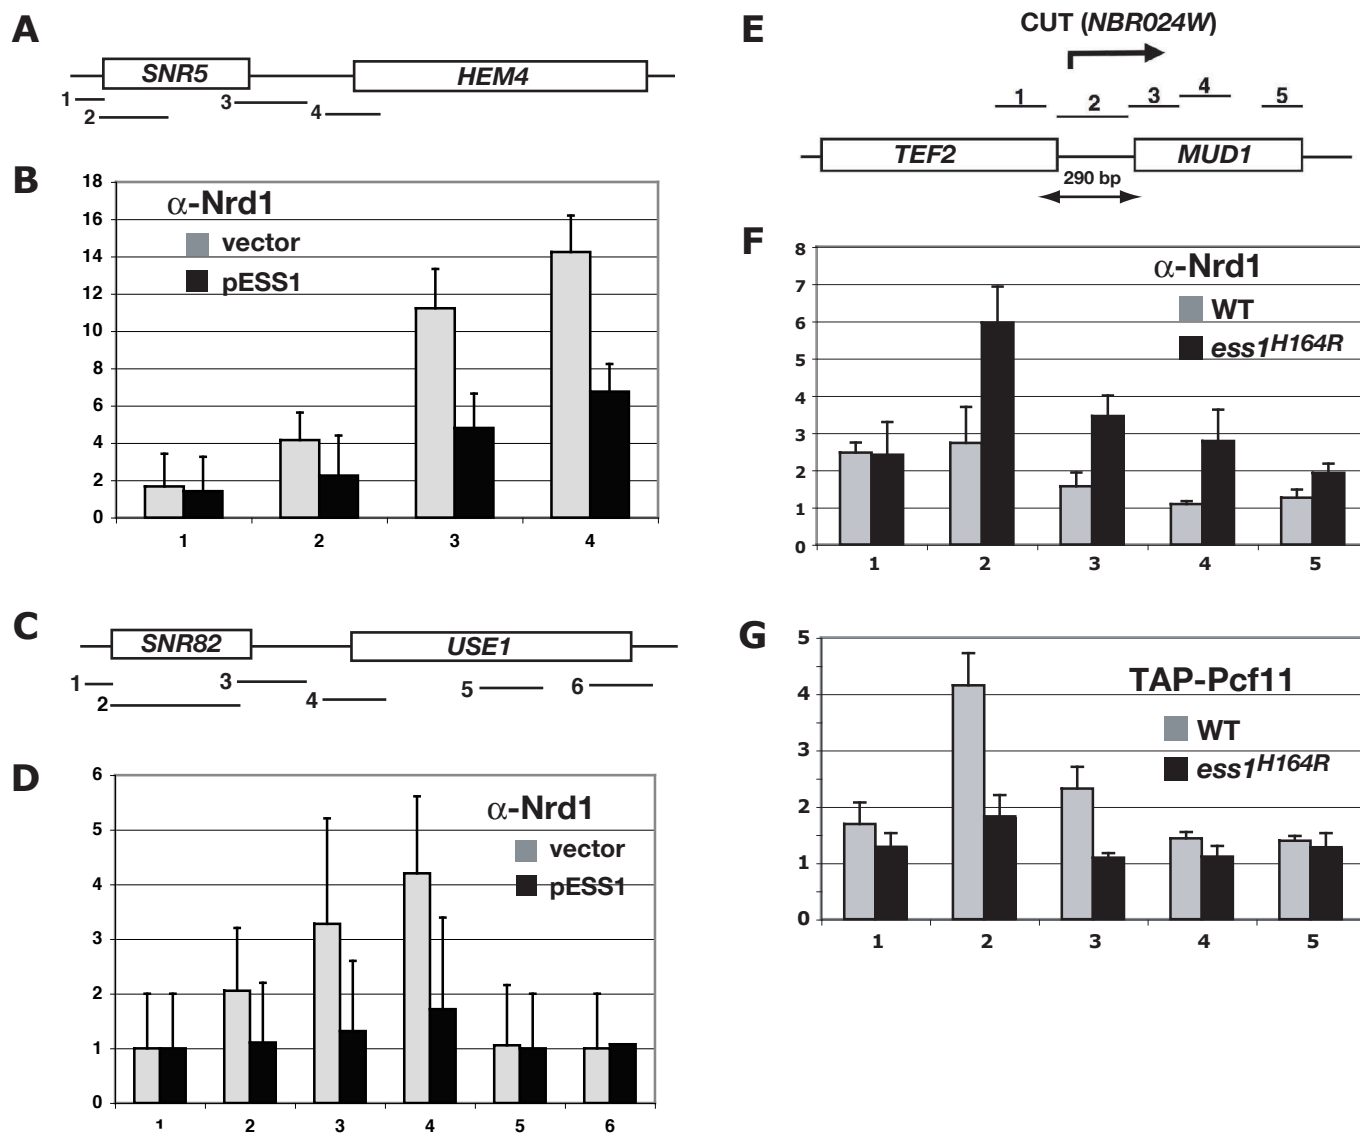 A
SNR5
HEM4
1
2
3
4
B
α-Nrd1
vector
pESS1
18
16
14
12
10
8
6
4
2
0
1 2 3 4
C
SNR82
USE1
1
2
3
4
5
6
D
α-Nrd1
vector
pESS1
6
5
4
3
2
1
0
1 2 3 4 5 6
E
CUT (NBR024W)
1
2
3
4
5
TEF2
MUD1
290 bp
F
α-Nrd1
WT
ess1H164R
8
7
6
5
4
3
2
1
0
1 2 3 4 5
G
TAP-Pcf11
WT
ess1H164R
5
4
3
2
1
0
1 2 3 4 5